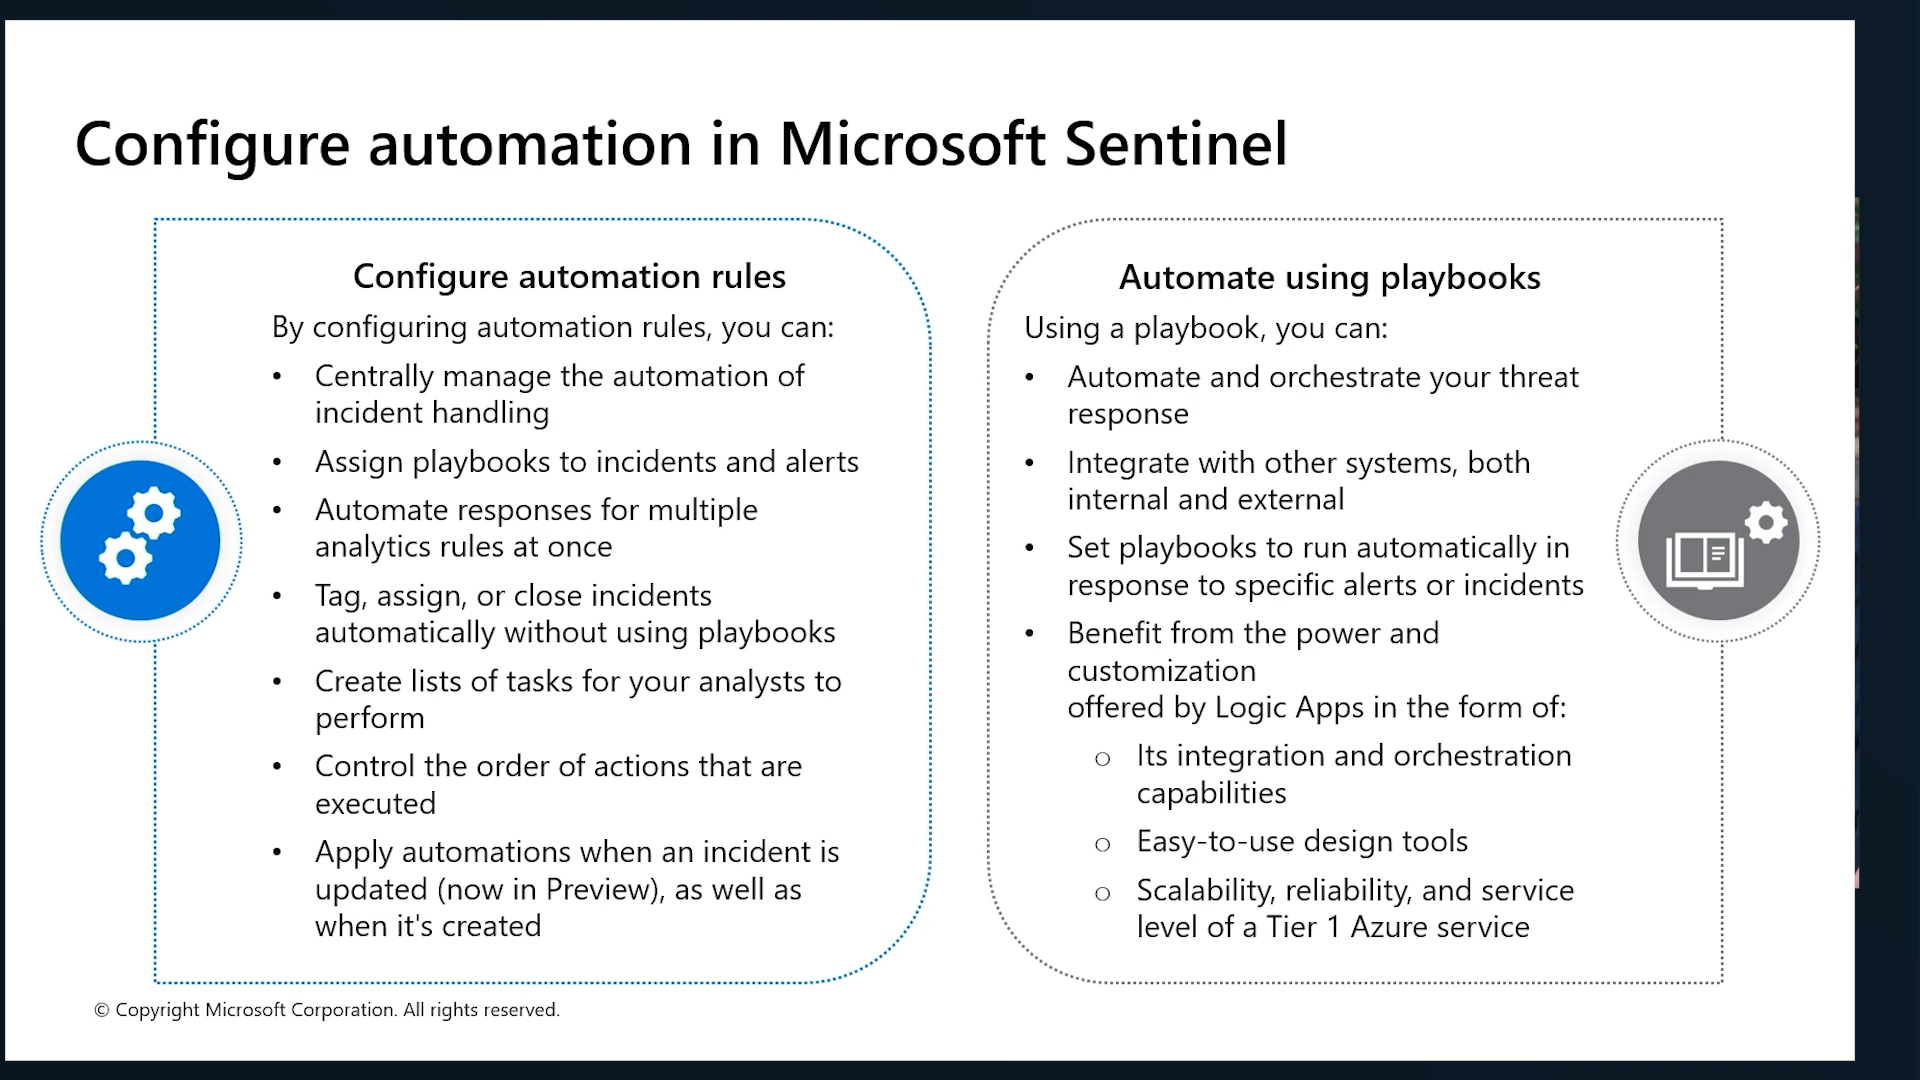 Configure automation in Microsoft Sentinel
Configure automation rules
By configuring automation rules, you can:
• Centrally manage the automation of
incident handling
• Assign playbooks to incidents and alerts
• Automate responses for multiple
analytics rules at once
• Tag, assign, or close incidents
automatically without using playbooks
• Create lists of tasks for your analysts to
perform
• Control the order of actions that are
executed
• Apply automations when an incident is
updated (now in Preview), as well as
when it's created
Automate using playbooks
Using a playbook, you can:
• Automate and orchestrate your threat
response
• Integrate with other systems, both
internal and external
• Set playbooks to run automatically in
response to specific alerts or incidents
• Benefit from the power and
customization
offered by Logic Apps in the form of:
o Its integration and orchestration
capabilities
o Easy-to-use design tools
o Scalability, reliability, and service
level of a Tier 1 Azure service
© Copyright Microsoft Corporation. All rights reserved.